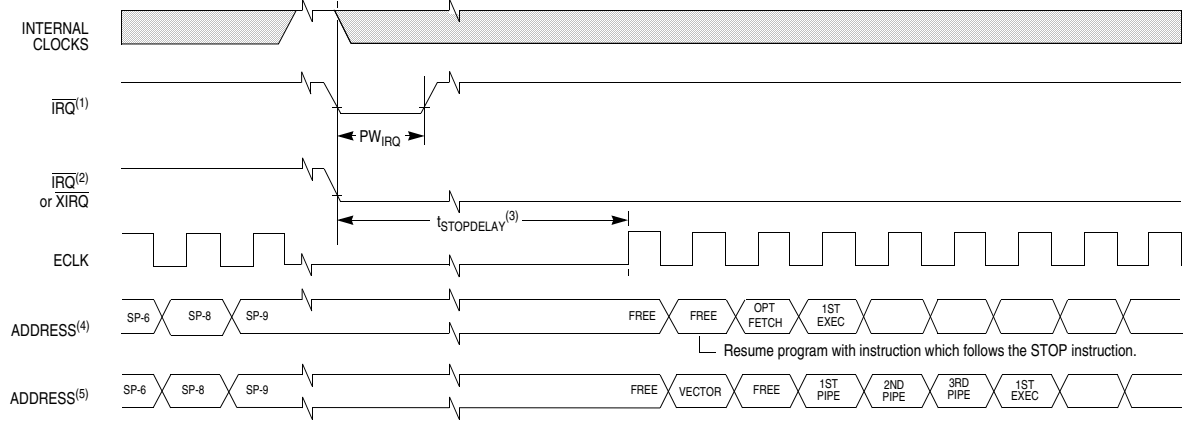 INTERNAL
CLOCKS
IRQ(1)
PWIRQ
IRQ(2)
or XIRQ
tSTOPDELAY(3)
ECLK
ADDRESS(4)
SP-6
SP-8
SP-9
FREE
FREE
OPT
FETCH
1ST
EXEC
Resume program with instruction which follows the STOP instruction.
ADDRESS(5)
SP-6
SP-8
SP-9
FREE
VECTOR
FREE
1ST
PIPE
2ND
PIPE
3RD
PIPE
1ST
EXEC